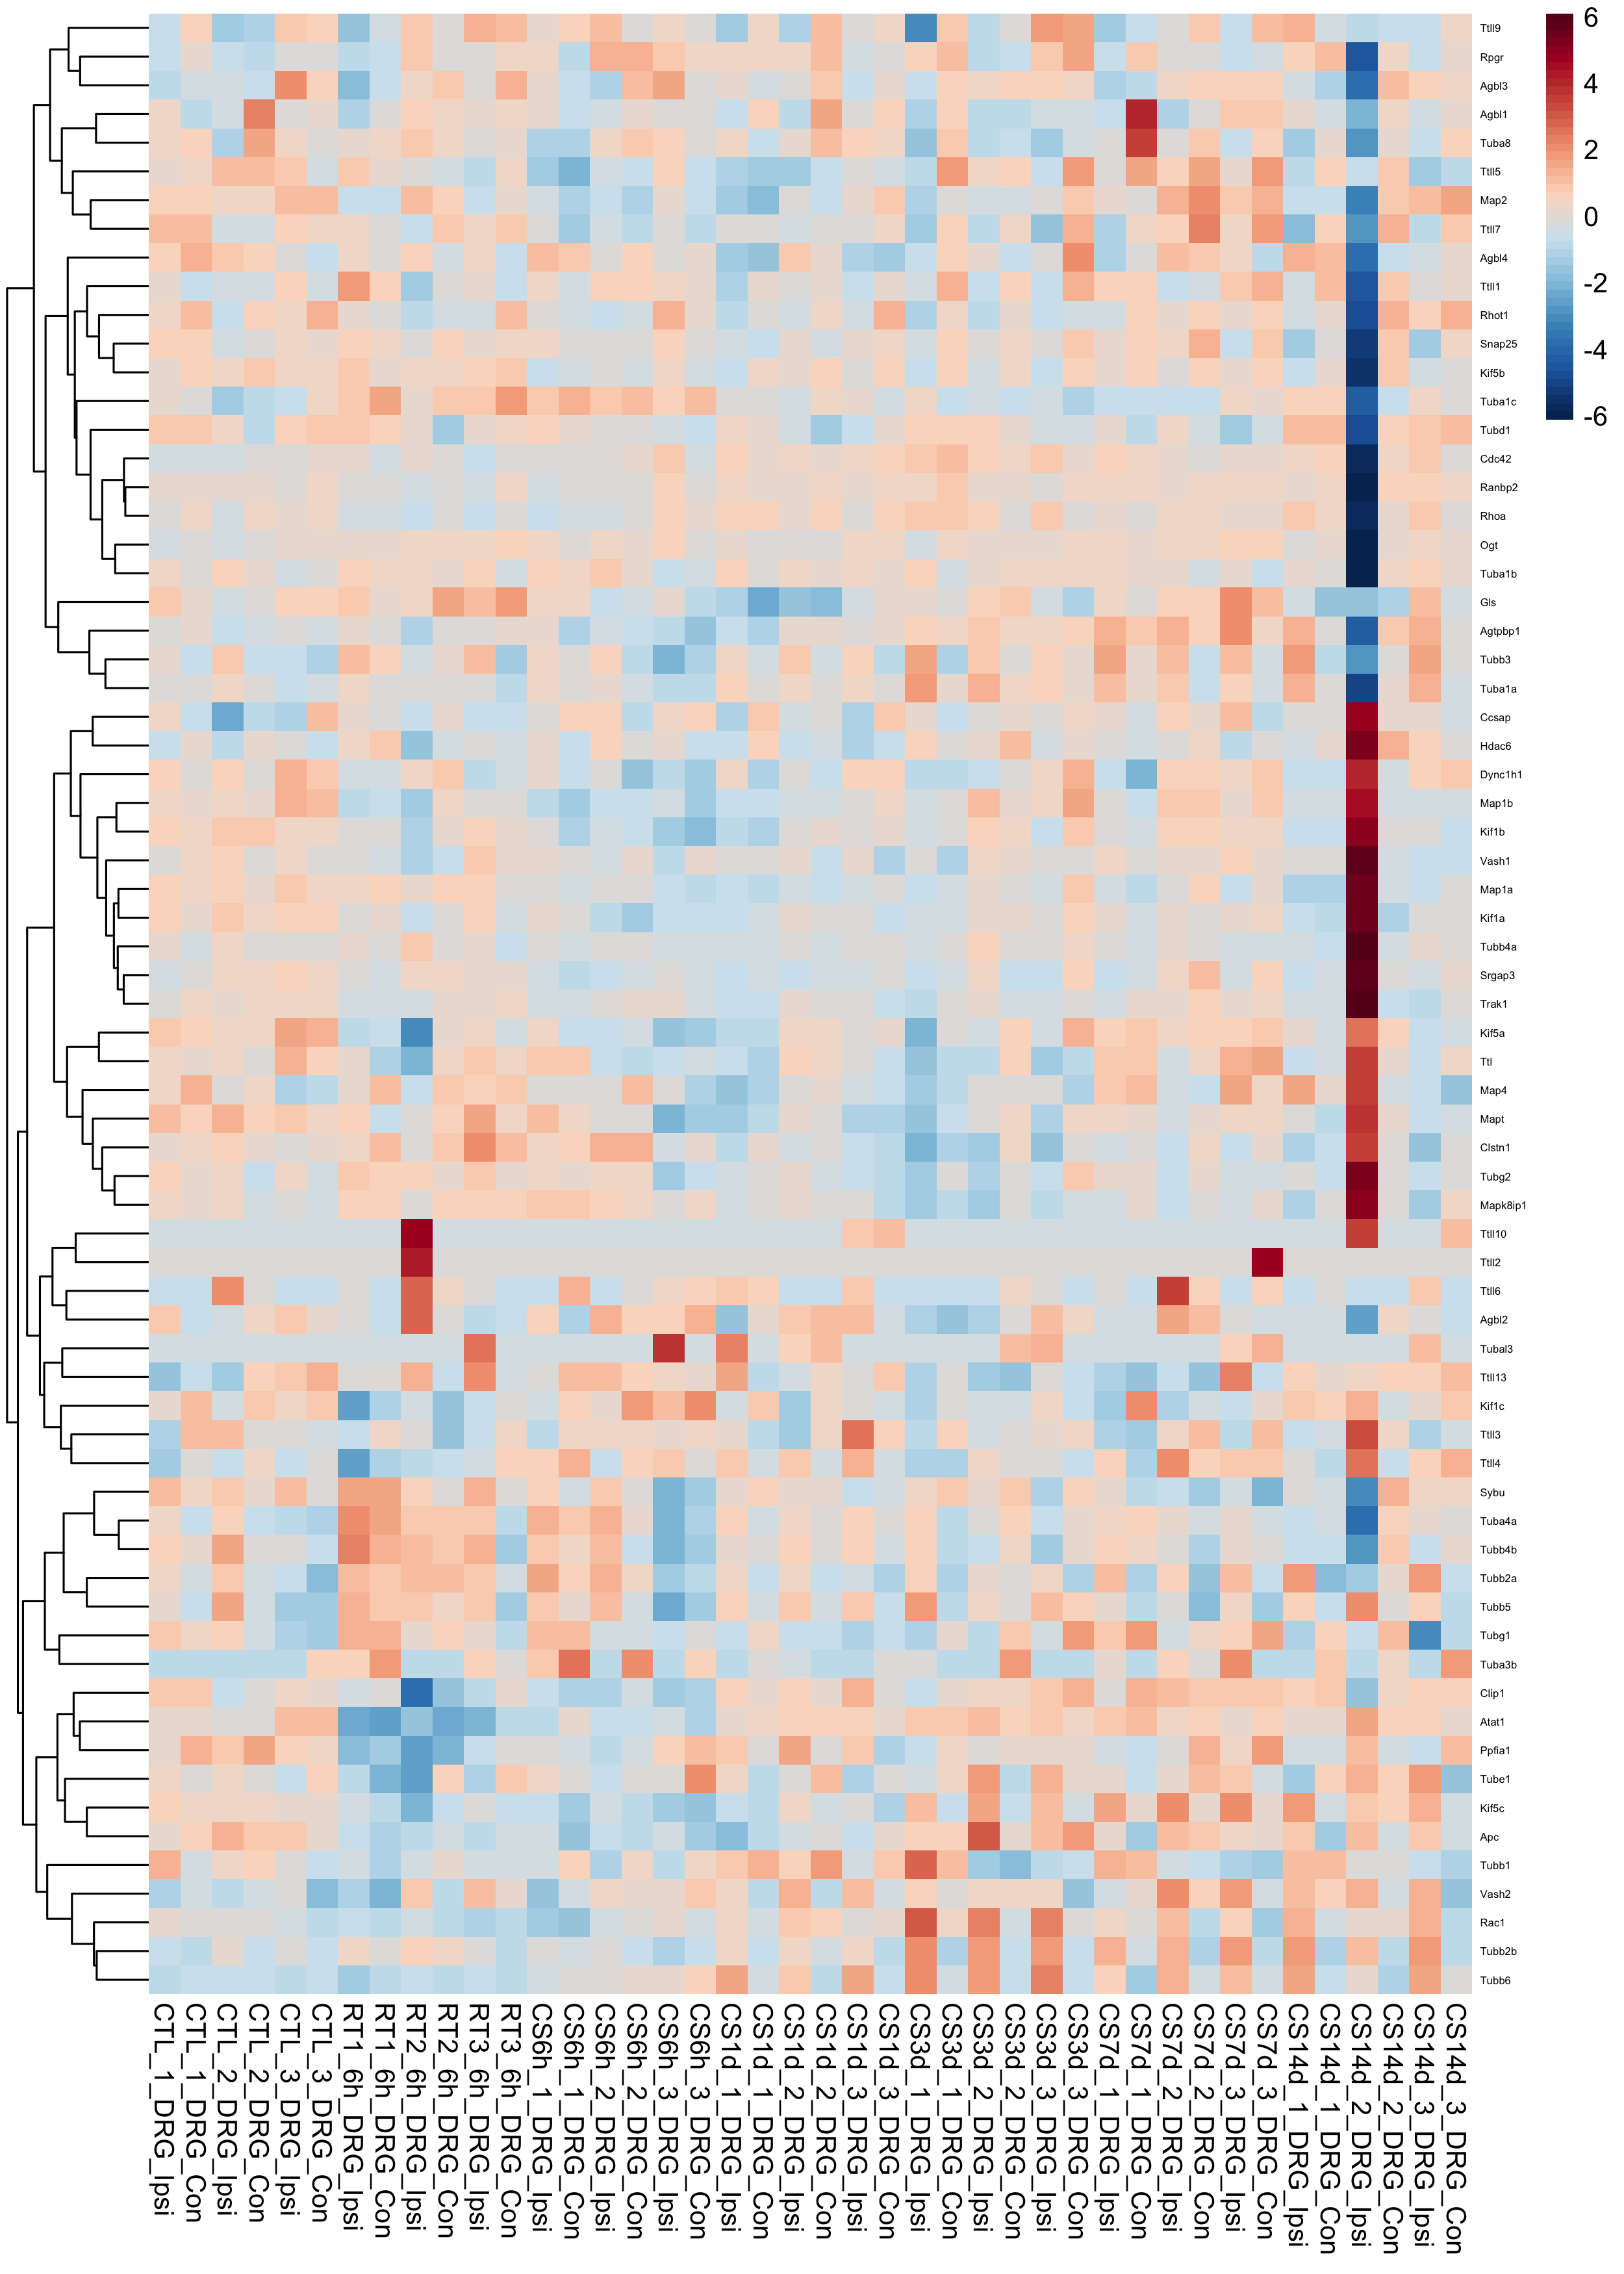 6
4
2
0
-2
-4
-6
Ttll9
Rpgr
Agbl3
Agbl1
Tuba8
Ttll5
Map2
Ttll7
Agbl4
Ttll1
Rhot1
Snap25
Kif5b
Tuba1c
Tubd1
Cdc42
Ranbp2
Rhoa
Ogt
Tuba1b
Gls
Agtpbp1
Tubb3
Tuba1a
Ccsap
Hdac6
Dync1h1
Map1b
Kif1b
Vash1
Map1a
Kif1a
Tubb4a
Srgap3
Trak1
Kif5a
Ttl
Map4
Mapt
Clstn1
Tubg2
Mapk8ip1
Ttll10
Ttll2
Ttll6
Agbl2
Tubal3
Ttll13
Kif1c
Ttll3
Ttll4
Sybu
Tuba4a
Tubb4b
Tubb2a
Tubb5
Tubg1
Tuba3b
Clip1
Atat1
Ppfia1
Tube1
Kif5c
Apc
Tubb1
Vash2
Rac1
Tubb2b
Tubb6
CTL_1_DRG_Ipsi
CTL_1_DRG_Con
CTL_2_DRG_Ipsi
CTL_2_DRG_Con
CTL_3_DRG_Ipsi
CTL_3_DRG_Con
RT1_6h_DRG_Ipsi
RT1_6h_DRG_Con
RT2_6h_DRG_Ipsi
RT2_6h_DRG_Con
RT3_6h_DRG_Ipsi
RT3_6h_DRG_Con
CS6h_1_DRG_Ipsi
CS6h_1_DRG_Con
CS6h_2_DRG_Ipsi
CS6h_2_DRG_Con
CS6h_3_DRG_Ipsi
CS6h_3_DRG_Con
CS1d_1_DRG_Ipsi
CS1d_1_DRG_Con
CS1d_2_DRG_Ipsi
CS1d_2_DRG_Con
CS1d_3_DRG_Ipsi
CS1d_3_DRG_Con
CS3d_1_DRG_Ipsi
CS3d_1_DRG_Con
CS3d_2_DRG_Ipsi
CS3d_2_DRG_Con
CS3d_3_DRG_Ipsi
CS3d_3_DRG_Con
CS7d_1_DRG_Ipsi
CS7d_1_DRG_Con
CS7d_2_DRG_Ipsi
CS7d_2_DRG_Con
CS7d_3_DRG_Ipsi
CS7d_3_DRG_Con
CS14d_1_DRG_Ipsi
CS14d_1_DRG_Con
CS14d_2_DRG_Ipsi
CS14d_2_DRG_Con
CS14d_3_DRG_Ipsi
CS14d_3_DRG_Con